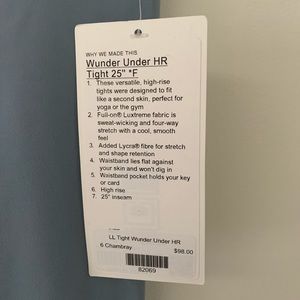 WHY WE MADE THIS
Wunder Under HR
Tight 25" *F
1. These versatile, high-rise
tights were designed to fit
like a second skin, perfect for
yoga or the gym
2. Full-on® Luxtreme fabric is
sweat-wicking and four-way
stretch with a cool, smooth
feel
3. Added Lycra® fibre for stretch
and shape retention
4. Waistband lies flat against
your skin and won't dig in
5. Waistband pocket holds your key
or card
6. High rise
7. 25" inseam
LL Tight Wunder Under HR
6 Chambray
$98.00
82069